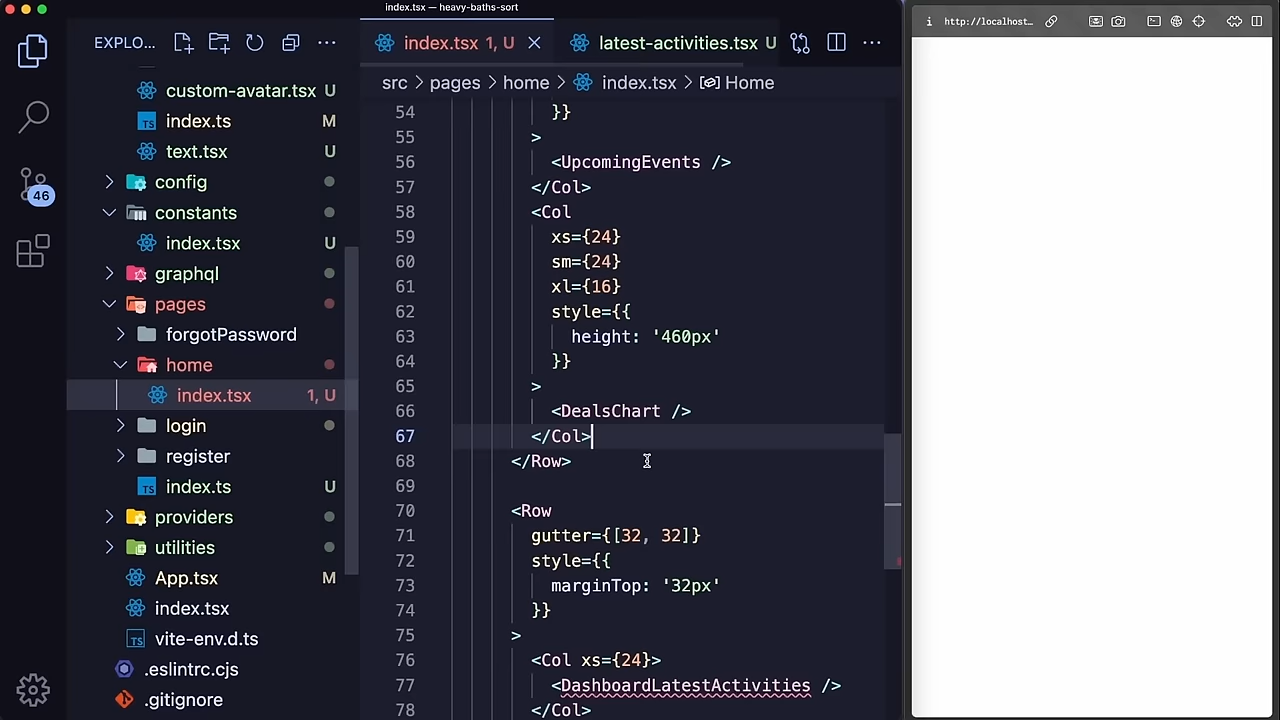 index.tsx — heavy-baths-sort
http://localhost...
EXPLO...
index.tsx 1, U
latest-activities.tsx U
src > pages > home > index.tsx > Home
custom-avatar.tsx U
index.ts M
text.tsx U
config
constants
index.tsx U
graphql
pages
forgotPassword
home
index.tsx 1, U
login
register
index.ts U
providers
utilities
App.tsx M
index.tsx
vite-env.d.ts
.eslintrc.cjs
.gitignore
46
54 }}
55 >
56 <UpcomingEvents />
57 </Col>
58 <Col
59 xs={24}
60 sm={24}
61 xl={16}
62 style={{
63 height: '460px'
64 }}
65 >
66 <DealsChart />
67 </Col>
68 </Row>
69
70 <Row
71 gutter={[32, 32]}
72 style={{
73 marginTop: '32px'
74 }}
75 >
76 <Col xs={24}>
77 <DashboardLatestActivities />
78 </Col>